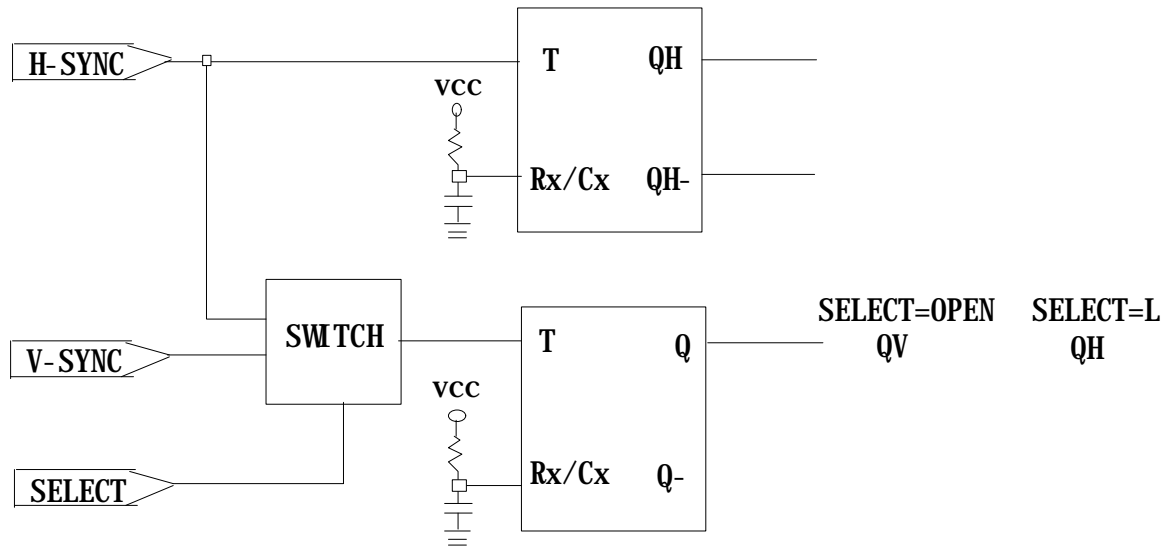 H-SYNC
T QH
VCC
Rx/Cx QH-
SELECT=OPEN SELECT=L
SWITCH
T Q
QV QH
V-SYNC
VCC
Rx/Cx Q-
SELECT